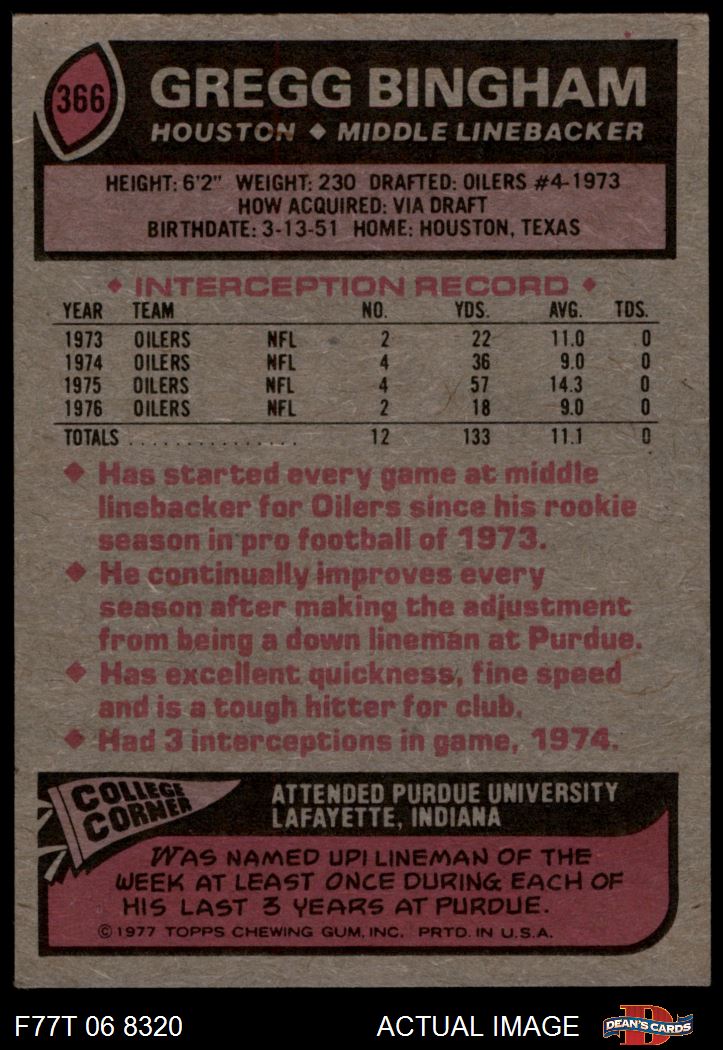 366
GREGG BINGHAM
HOUSTON ◆ MIDDLE LINEBACKER
HEIGHT: 6'2" WEIGHT: 230 DRAFTED: OILERS #4-1973
HOW ACQUIRED: VIA DRAFT
BIRTHDATE: 3-13-51 HOME: HOUSTON, TEXAS
◆ INTERCEPTION RECORD ◆
YEAR TEAM NO. YDS. AVG. TDS.
1973 OILERS NFL 2 22 11.0 0
1974 OILERS NFL 4 36 9.0 0
1975 OILERS NFL 4 57 14.3 0
1976 OILERS NFL 2 18 9.0 0
TOTALS . . . . . . . . . . . . . . . 12 133 11.1 0
◆ Has started every game at middle
linebacker for Oilers since his rookie
season in pro football of 1973.
◆ He continually improves every
season after making the adjustment
from being a down lineman at Purdue.
◆ Has excellent quickness, fine speed
and is a tough hitter for club.
◆ Had 3 interceptions in game, 1974.
COLLEGE
CORNER
ATTENDED PURDUE UNIVERSITY
LAFAYETTE, INDIANA
WAS NAMED UPI LINEMAN OF THE
WEEK AT LEAST ONCE DURING EACH OF
HIS LAST 3 YEARS AT PURDUE.
© 1977 TOPPS CHEWING GUM, INC. PRTD. IN U.S.A.
F77T 06 8320
ACTUAL IMAGE
D
DEAN'S CARDS